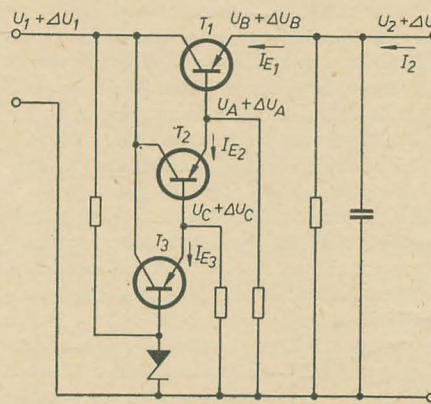 U1 + ΔU1
T1
UB + ΔUB
U2 + ΔU
IE1
I2
UA + ΔUA
T2
IE2
UC + ΔUC
T3
IE3